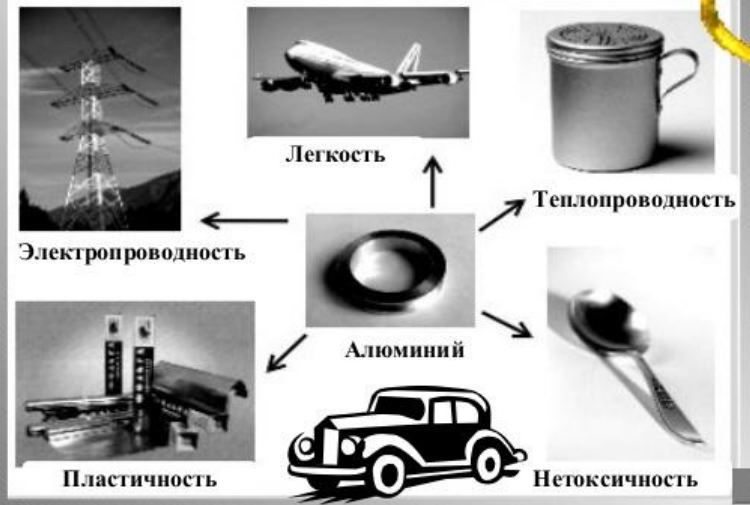 Легкость
Теплопроводность
Электропроводность
Алюминий
Пластичность
Нетоксичность